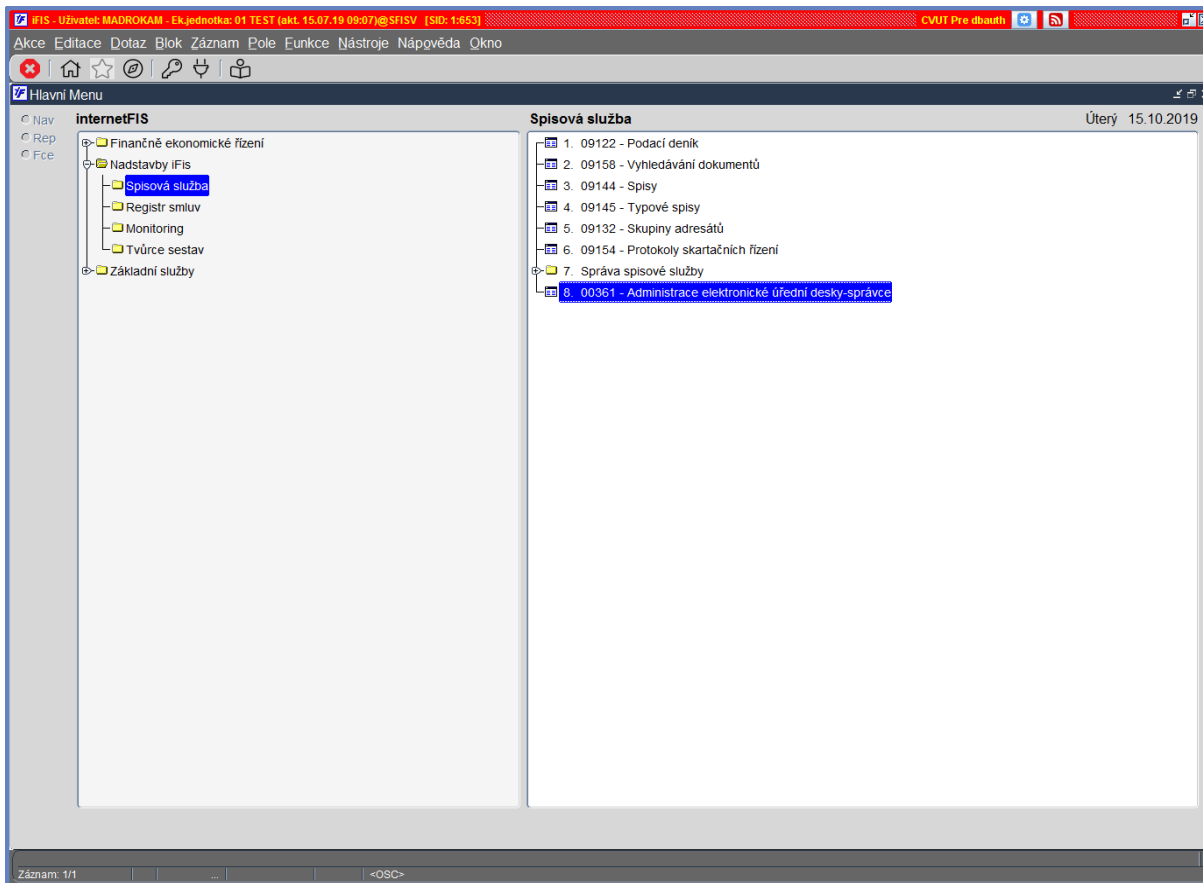 iFIS - Uživatel: MADROKAM - Ek.jednotka: 01 TEST (akt. 15.07.19 09:07)@SFISV [SID: 1:653] CVUT Pre dbauth
Akce Editace Dotaz Blok Záznam Pole Funkce Nástroje Nápověda Okno
Hlavní Menu
Nav
Rep
Fce
internetFIS
Finančně ekonomické řízení
Nadstavby iFis
Spisová služba
Registr smluv
Monitoring
Tvůrce sestav
Základní služby
Spisová služba Úterý 15.10.2019
1. 09122 - Podací deník
2. 09158 - Vyhledávání dokumentů
3. 09144 - Spisy
4. 09145 - Typové spisy
5. 09132 - Skupiny adresátů
6. 09154 - Protokoly skartačních řízení
7. Správa spisové služby
8. 00361 - Administrace elektronické úřední desky-správce
Záznam: 1/1 ... <OSC>